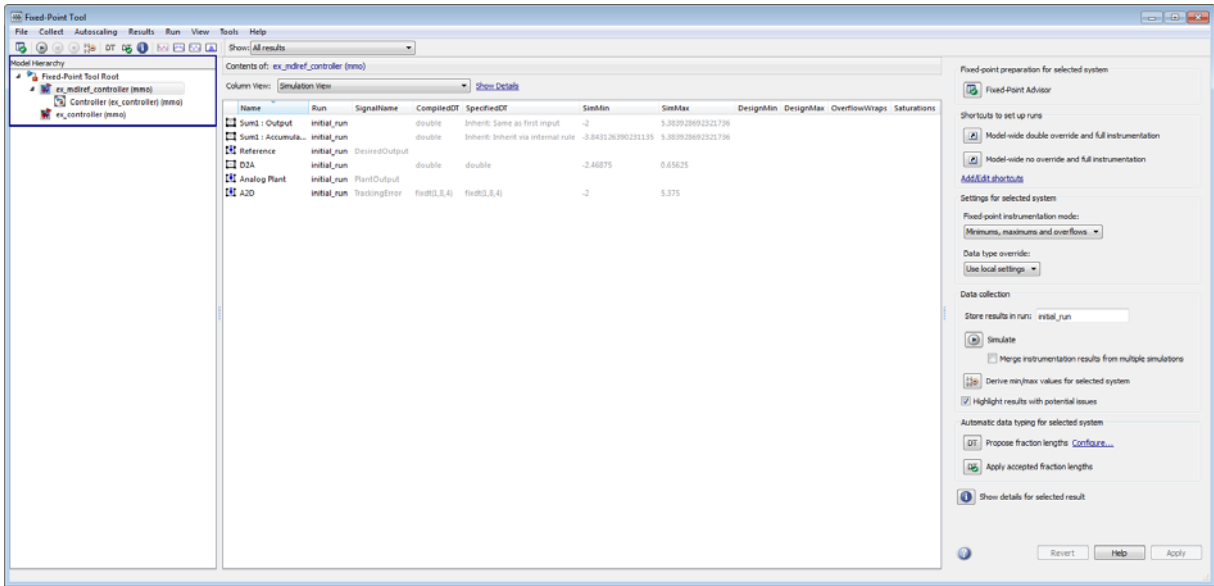 Fixed-Point Tool
File Collect Autoscaling Results Run View Tools Help
DT Show: All results
Model Hierarchy
Fixed-Point Tool Root
ex_mdlref_controller (mmo)
Controller (ex_controller) (mmo)
ex_controller (mmo)
Contents of: ex_mdlref_controller (mmo)
Column View: Simulation View Show Details
Name Run SignalName CompiledDT SpecifiedDT SimMin SimMax DesignMin DesignMax OverflowWraps Saturations
Sum1 : Output initial_run double Inherit: Same as first input -2 5.383928692321736
Sum1 : Accumula... initial_run double Inherit: Inherit via internal rule -3.843126390231135 5.383928692321736
Reference initial_run DesiredOutput
D2A initial_run double double -2.46875 0.65625
Analog Plant initial_run PlantOutput
A2D initial_run TrackingError fixdt(1,8,4) fixdt(1,8,4) -2 5.375
Fixed-point preparation for selected system
Fixed-Point Advisor
Shortcuts to set up runs
Model-wide double override and full instrumentation
Model-wide no override and full instrumentation
Add/Edit shortcuts
Settings for selected system
Fixed-point instrumentation mode:
Minimums, maximums and overflows
Data type override:
Use local settings
Data collection
Store results in run: initial_run
Simulate
Merge instrumentation results from multiple simulations
Derive min/max values for selected system
Highlight results with potential issues
Automatic data typing for selected system
DT Propose fraction lengths Configure...
Apply accepted fraction lengths
Show details for selected result
Revert Help Apply